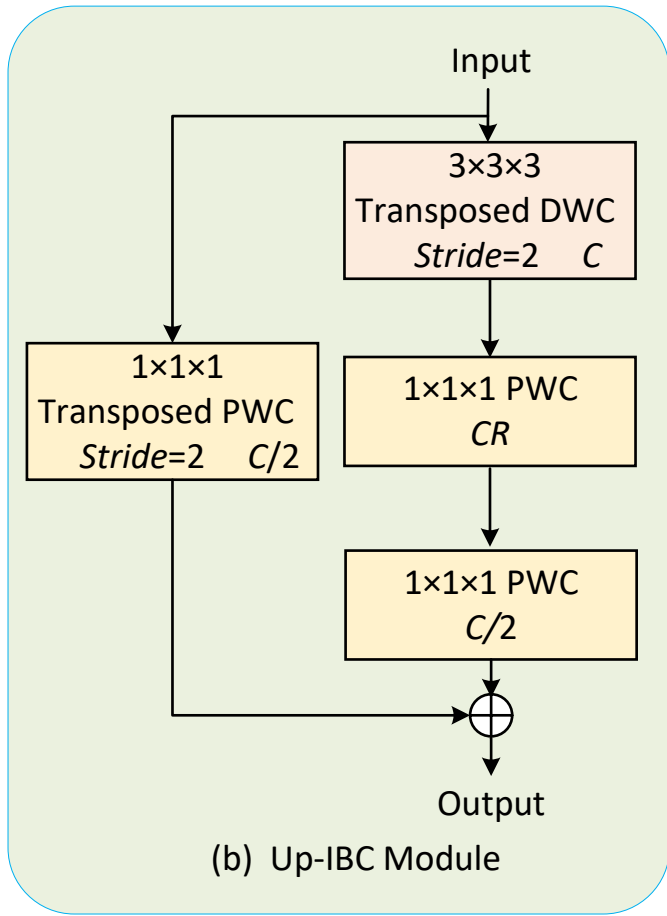 Input
3×3×3
Transposed DWC
Stride=2 C
1×1×1
Transposed PWC
Stride=2 C/2
1×1×1 PWC
CR
1×1×1 PWC
C/2
Output
(b) Up-IBC Module